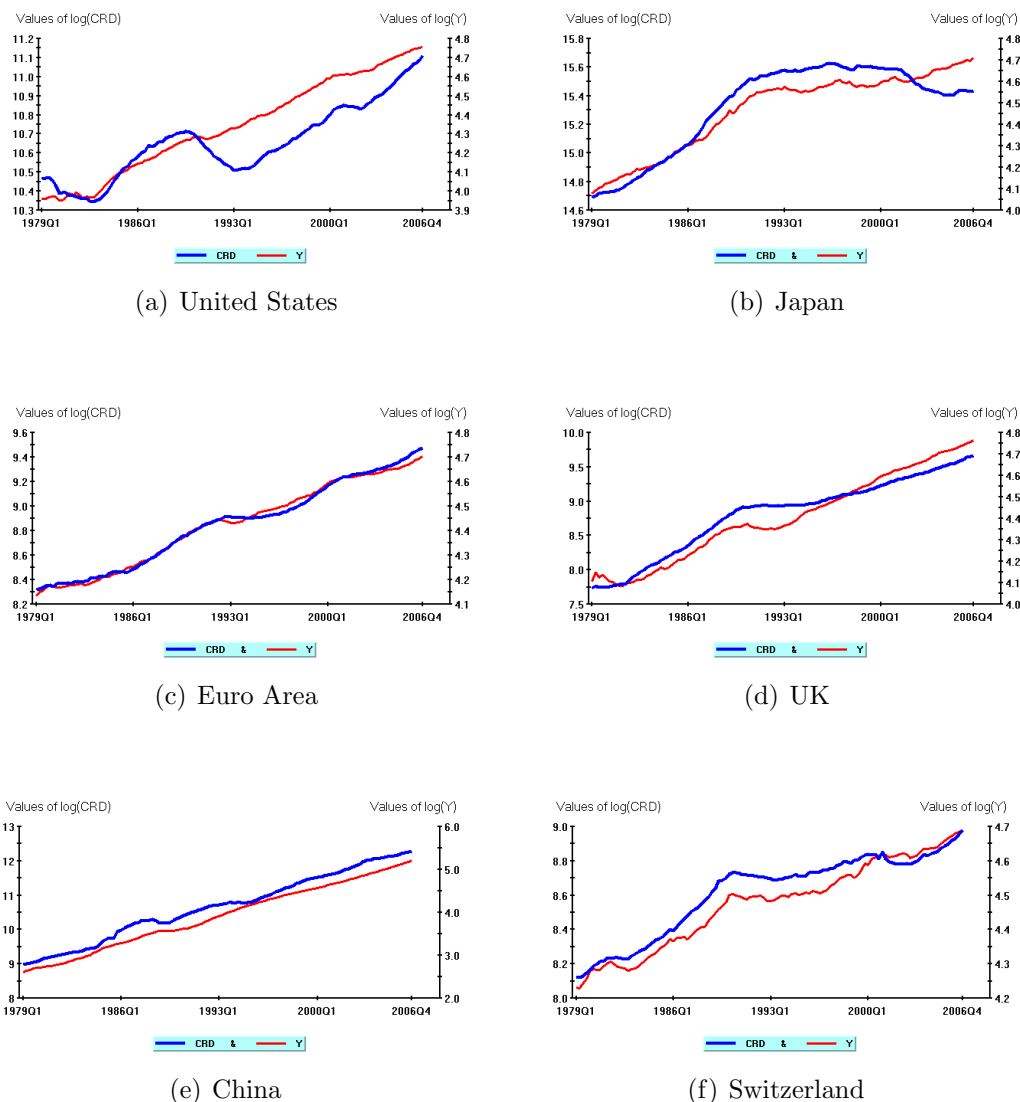 Values of log(CRD)
Values of log(Y)
11.2
11.1
11.0
10.8
10.7
10.6
10.5
10.4
10.3
4.8
4.7
4.6
4.4
4.3
4.2
4.1
4.0
3.9
1979Q1 1986Q1 1993Q1 2000Q1 2006Q4
CRD & Y
(a) United States
Values of log(CRD)
Values of log(Y)
15.8
15.6
15.4
15.2
15.0
14.8
14.6
4.8
4.7
4.6
4.4
4.3
4.2
4.1
4.0
1979Q1 1986Q1 1993Q1 2000Q1 2006Q4
CRD & Y
(b) Japan
Values of log(CRD)
Values of log(Y)
9.6
9.4
9.2
9.0
8.8
8.6
8.4
8.2
4.8
4.7
4.6
4.5
4.4
4.3
4.2
4.1
1979Q1 1986Q1 1993Q1 2000Q1 2006Q4
CRD & Y
(c) Euro Area
Values of log(CRD)
Values of log(Y)
10.0
9.5
9.0
8.5
8.0
7.5
4.8
4.7
4.6
4.4
4.3
4.2
4.1
4.0
1979Q1 1986Q1 1993Q1 2000Q1 2006Q4
CRD & Y
(d) UK
Values of log(CRD)
Values of log(Y)
13
12
11
10
9
8
6.0
5.0
4.0
3.0
2.0
1979Q1 1986Q1 1993Q1 2000Q1 2006Q4
CRD & Y
(e) China
Values of log(CRD)
Values of log(Y)
9.0
8.8
8.6
8.4
8.2
8.0
4.7
4.6
4.5
4.4
4.3
4.2
1979Q1 1986Q1 1993Q1 2000Q1 2006Q4
CRD & Y
(f) Switzerland